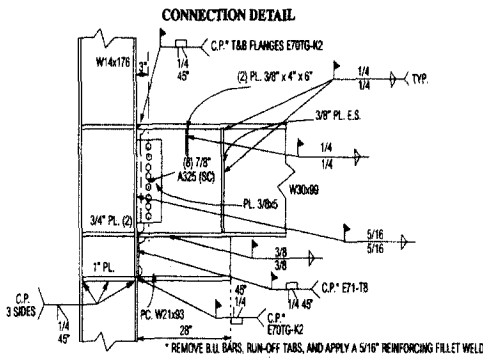 CONNECTION DETAIL
C.P.* T&B FLANGES E70TG-K2
1/4
45°
W14x176
3"
(2) PL. 3/8" x 4" x 6"
1/4
1/4
TYP.
3/8" PL. E.S.
(8) 7/8"
A325 (SC)
1/4
1/4
W30x99
PL. 3/8x5
3/4" PL. (2)
5/16
5/16
3/8
3/8
1" PL.
C.P.* E71-T8
1/4 45°
45°
C.P.
3 SIDES
1/4
45°
PC. W21x93
1/4
45°
C.P.*
E70TG-K2
28"
* REMOVE B.U. BARS, RUN-OFF TABS, AND APPLY A 5/16" REINFORCING FILLET WELD